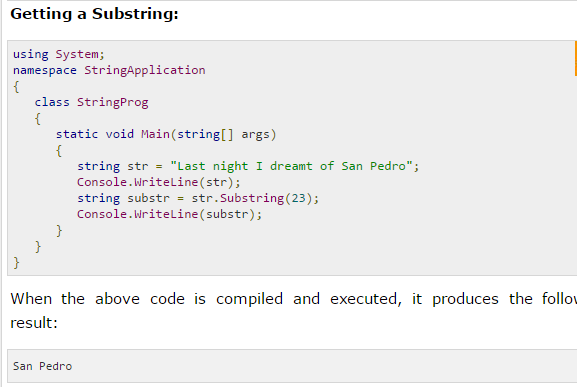 Getting a Substring:
using System;
namespace StringApplication
{
class StringProg
{
static void Main(string[] args)
{
string str = "Last night I dreamt of San Pedro";
Console.WriteLine(str);
string substr = str.Substring(23);
Console.WriteLine(substr);
}
}
}
When the above code is compiled and executed, it produces the
result:
San Pedro